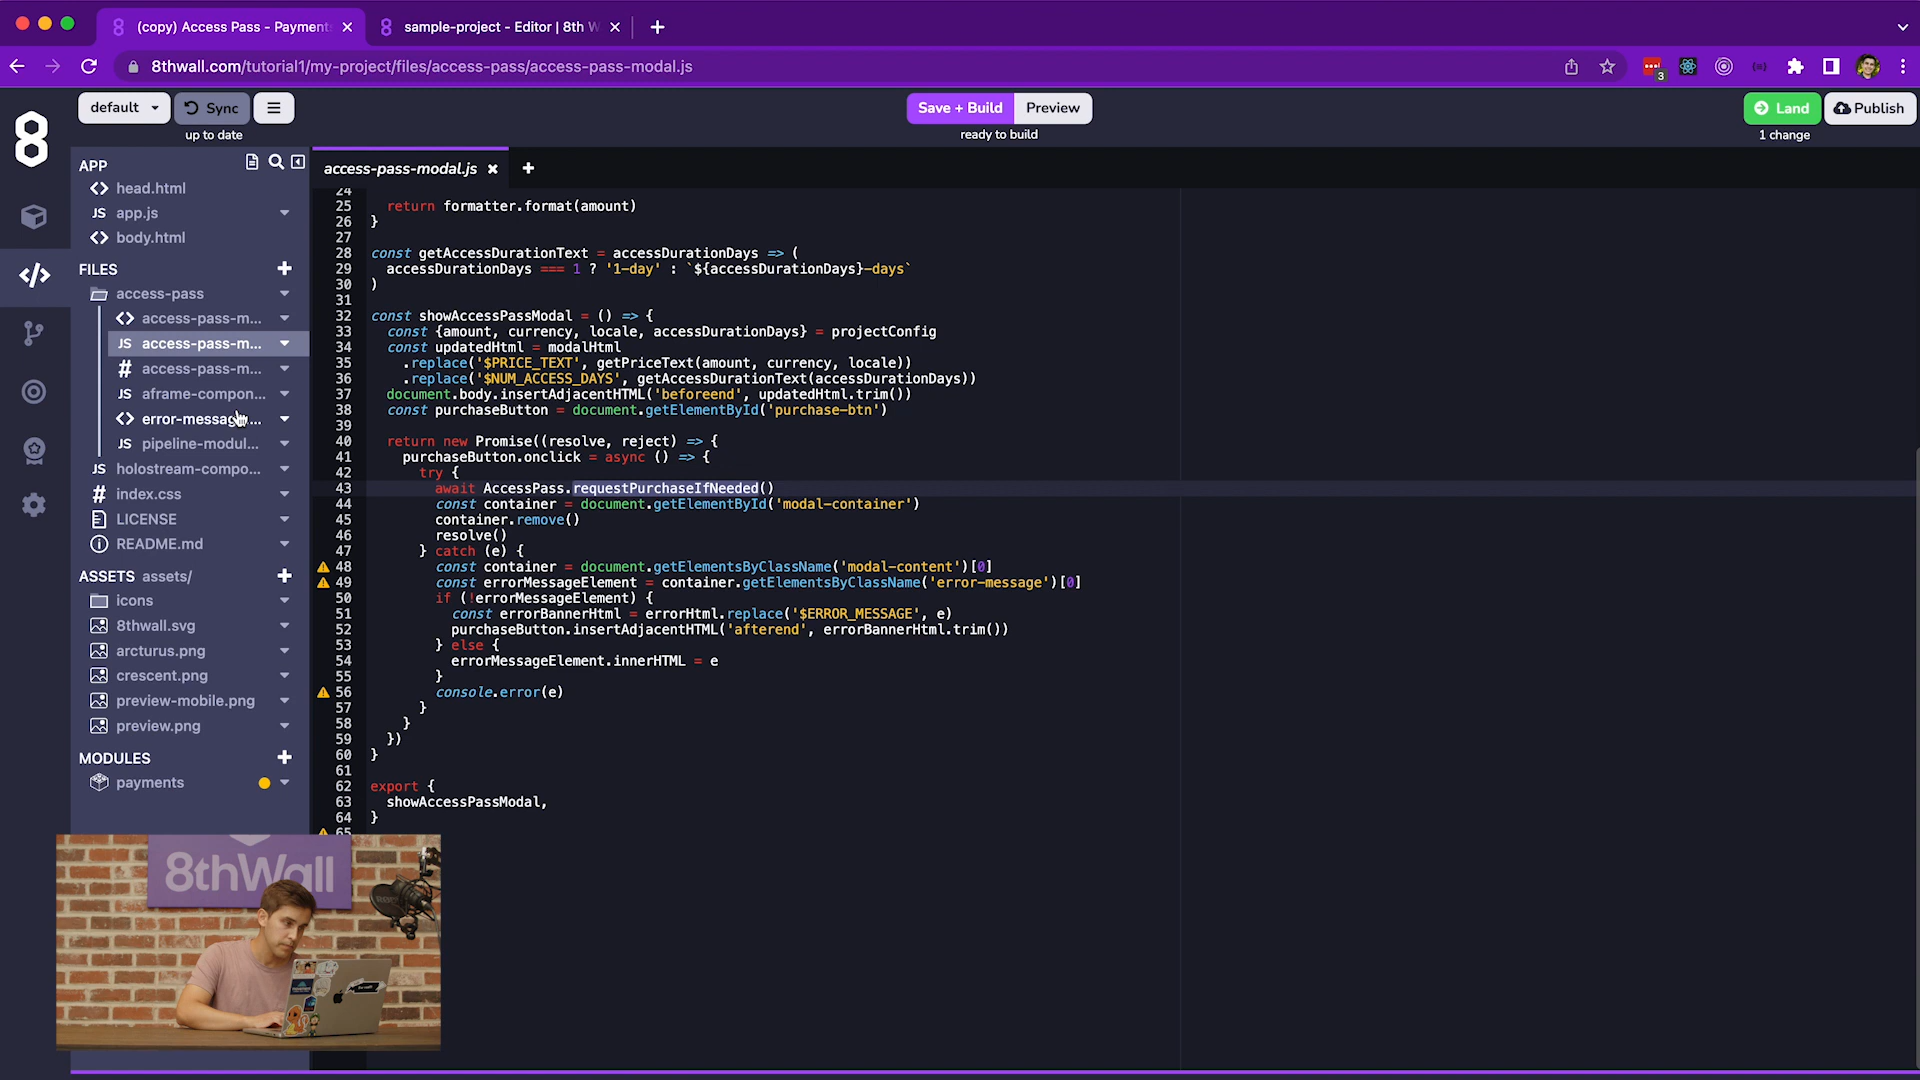 (copy) Access Pass - Payment
sample-project - Editor | 8th W
8thwall.com/tutorial1/my-project/files/access-pass/access-pass-modal.js
3
default
Sync
up to date
Save + Build
Preview
ready to build
Land
Publish
1 change
APP
head.html
JS app.js
body.html
FILES
access-pass
access-pass-m...
JS access-pass-m...
# access-pass-m...
JS aframe-compon...
error-message...
JS pipeline-modul...
JS holostream-compo...
# index.css
LICENSE
README.md
ASSETS assets/
icons
8thwall.svg
arcturus.png
crescent.png
preview-mobile.png
preview.png
MODULES
payments
access-pass-modal.js
24
25 return formatter.format(amount)
26 }
27
28 const getAccessDurationText = accessDurationDays => (
29 accessDurationDays === 1 ? '1-day' : `${accessDurationDays}-days`
30 )
31
32 const showAccessPassModal = () => {
33 const {amount, currency, locale, accessDurationDays} = projectConfig
34 const updatedHtml = modalHtml
35 .replace('$PRICE_TEXT', getPriceText(amount, currency, locale))
36 .replace('$NUM_ACCESS_DAYS', getAccessDurationText(accessDurationDays))
37 document.body.insertAdjacentHTML('beforeend', updatedHtml.trim())
38 const purchaseButton = document.getElementById('purchase-btn')
39
40 return new Promise((resolve, reject) => {
41 purchaseButton.onclick = async () => {
42 try {
43 await AccessPass.requestPurchaseIfNeeded()
44 const container = document.getElementById('modal-container')
45 container.remove()
46 resolve()
47 } catch (e) {
48 const container = document.getElementsByClassName('modal-content')[0]
49 const errorMessageElement = container.getElementsByClassName('error-message')[0]
50 if (!errorMessageElement) {
51 const errorBannerHtml = errorHtml.replace('$ERROR_MESSAGE', e)
52 purchaseButton.insertAdjacentHTML('afterend', errorBannerHtml.trim())
53 } else {
54 errorMessageElement.innerHTML = e
55 }
56 console.error(e)
57 }
58 }
59 })
60 }
61
62 export {
63 showAccessPassModal,
64 }
65
8thWall